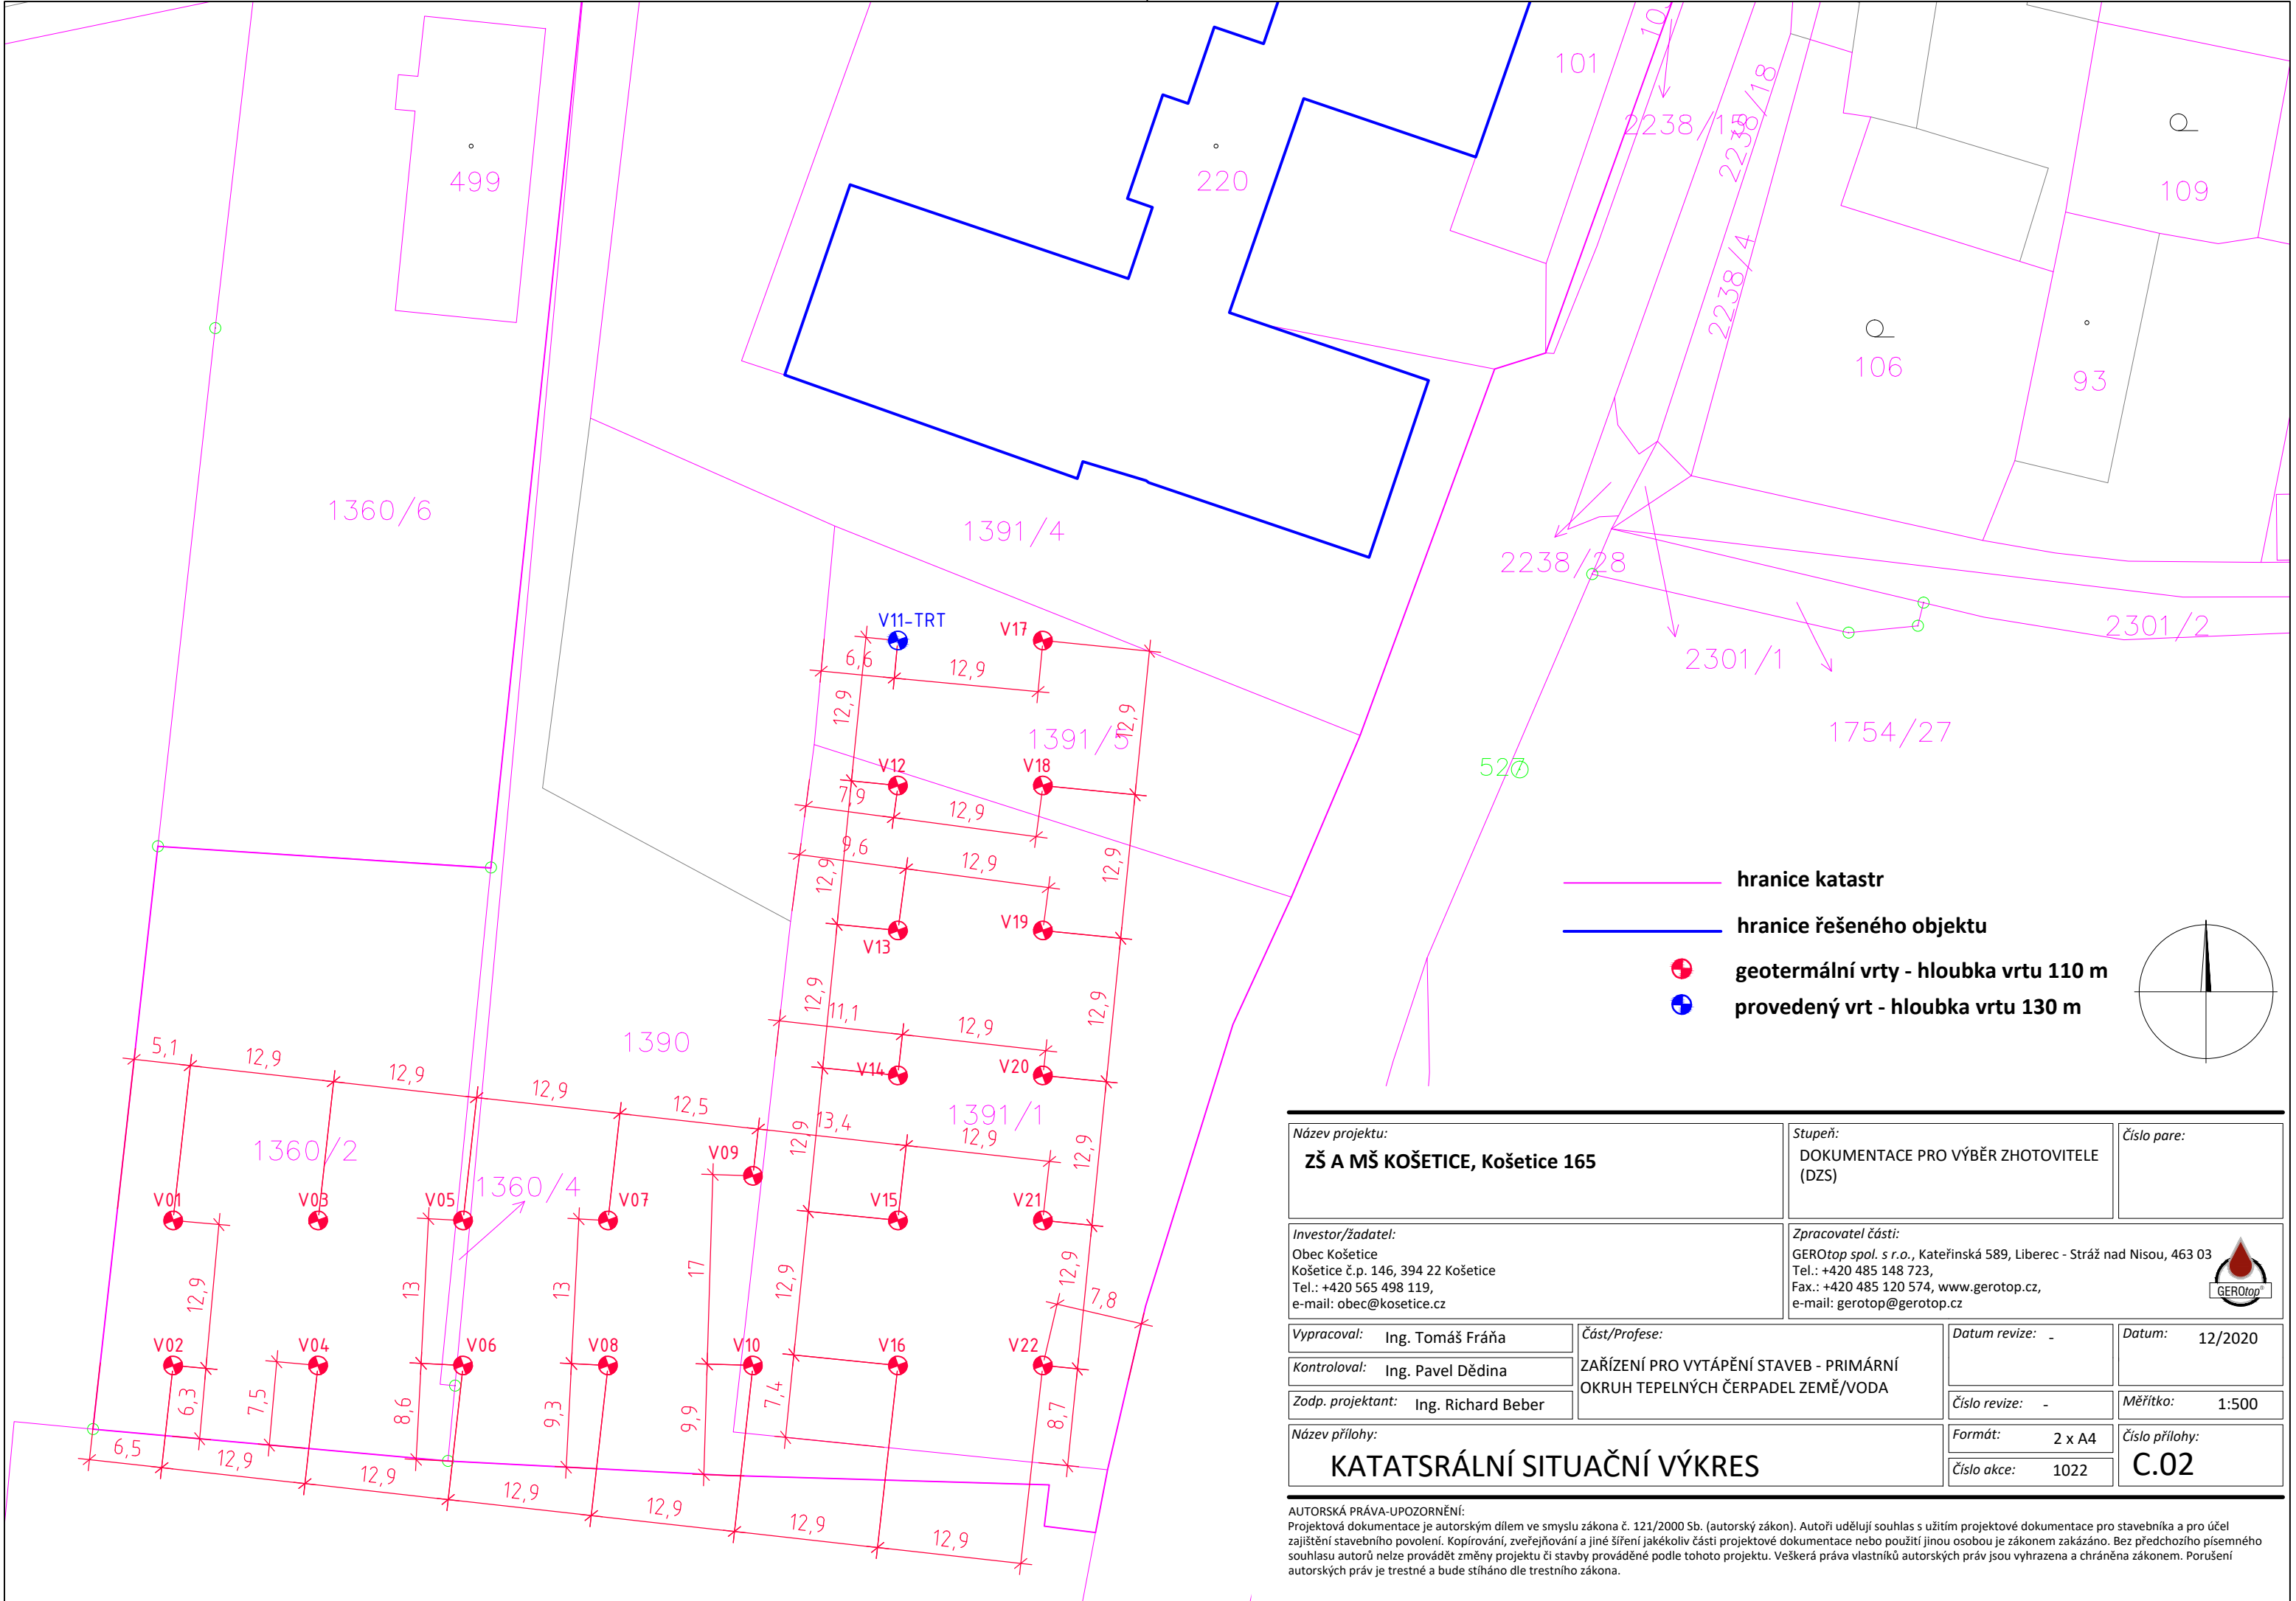 101
10
2238/15
2238/18
499
220
109
2238/4
106
93
1360/6
1391/4
2238/28
V11-TRT
V17
2301/2
6,6
12,9
2301/1
12,9
12,9
1391/3
1754/27
V12
V18
527
7,9
12,9
9,6
12,9
12,9
12,9
hranice katastr
V13
V19
hranice řešeného objektu
geotermální vrty - hloubka vrtu 110 m
provedený vrt - hloubka vrtu 130 m
12,9
12,9
11,1
12,9
1390
5,1
12,9
12,9
12,9
12,5
V14
V20
13,4
1391/1
12,9
12,9
12,9
1360/2
V09
1360/4
V01
V03
V05
V07
V15
V21
12,9
13
13
17
12,9
12,9
7,8
V02
V04
V06
V08
V10
V16
V22
6,3
7,5
8,6
9,3
9,9
7,4
8,7
6,5
12,9
12,9
12,9
12,9
12,9
12,9
Název projektu:
ZŠ A MŠ KOŠETICE, Košetice 165
Stupeň:
DOKUMENTACE PRO VÝBĚR ZHOTOVITELE
(DZS)
Číslo pare:
Investor/žadatel:
Obec Košetice
Košetice č.p. 146, 394 22 Košetice
Tel.: +420 565 498 119,
e-mail: obec@kosetice.cz
Zpracovatel části:
GEROtop spol. s r.o., Kateřinská 589, Liberec - Stráž nad Nisou, 463 03
Tel.: +420 485 148 723,
Fax.: +420 485 120 574, www.gerotop.cz,
e-mail: gerotop@gerotop.cz
GEROtop®
Vypracoval: Ing. Tomáš Fráňa
Kontroloval: Ing. Pavel Dědina
Zodp. projektant: Ing. Richard Beber
Část/Profese:
ZAŘÍZENÍ PRO VYTÁPĚNÍ STAVEB - PRIMÁRNÍ
OKRUH TEPELNÝCH ČERPADEL ZEMĚ/VODA
Datum revize: -
Datum: 12/2020
Číslo revize: -
Měřítko: 1:500
Název přílohy:
KATATSRÁLNÍ SITUAČNÍ VÝKRES
Formát: 2 x A4
Číslo akce: 1022
Číslo přílohy:
C.02
AUTORSKÁ PRÁVA-UPOZORNĚNÍ:
Projektová dokumentace je autorským dílem ve smyslu zákona č. 121/2000 Sb. (autorský zákon). Autoři udělují souhlas s užitím projektové dokumentace pro stavebníka a pro účel
zajištění stavebního povolení. Kopírování, zveřejňování a jiné šíření jakékoliv části projektové dokumentace nebo použití jinou osobou je zákonem zakázáno. Bez předchozího písemného
souhlasu autorů nelze provádět změny projektu či stavby prováděné podle tohoto projektu. Veškerá práva vlastníků autorských práv jsou vyhrazena a chráněna zákonem. Porušení
autorských práv je trestné a bude stíháno dle trestního zákona.